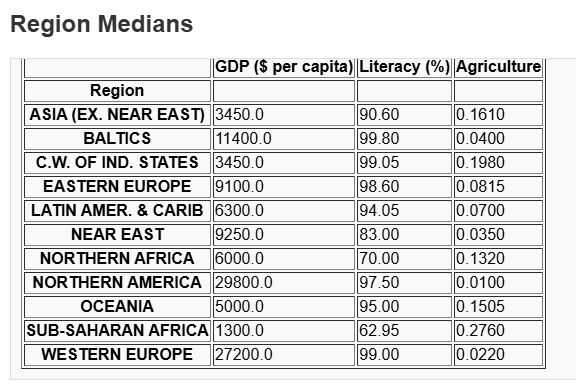 Region Medians
GDP ($ per capita) Literacy (%) Agriculture
Region
ASIA (EX. NEAR EAST) 3450.0 90.60 0.1610
BALTICS 11400.0 99.80 0.0400
C.W. OF IND. STATES 3450.0 99.05 0.1980
EASTERN EUROPE 9100.0 98.60 0.0815
LATIN AMER. & CARIB 6300.0 94.05 0.0700
NEAR EAST 9250.0 83.00 0.0350
NORTHERN AFRICA 6000.0 70.00 0.1320
NORTHERN AMERICA 29800.0 97.50 0.0100
OCEANIA 5000.0 95.00 0.1505
SUB-SAHARAN AFRICA 1300.0 62.95 0.2760
WESTERN EUROPE 27200.0 99.00 0.0220